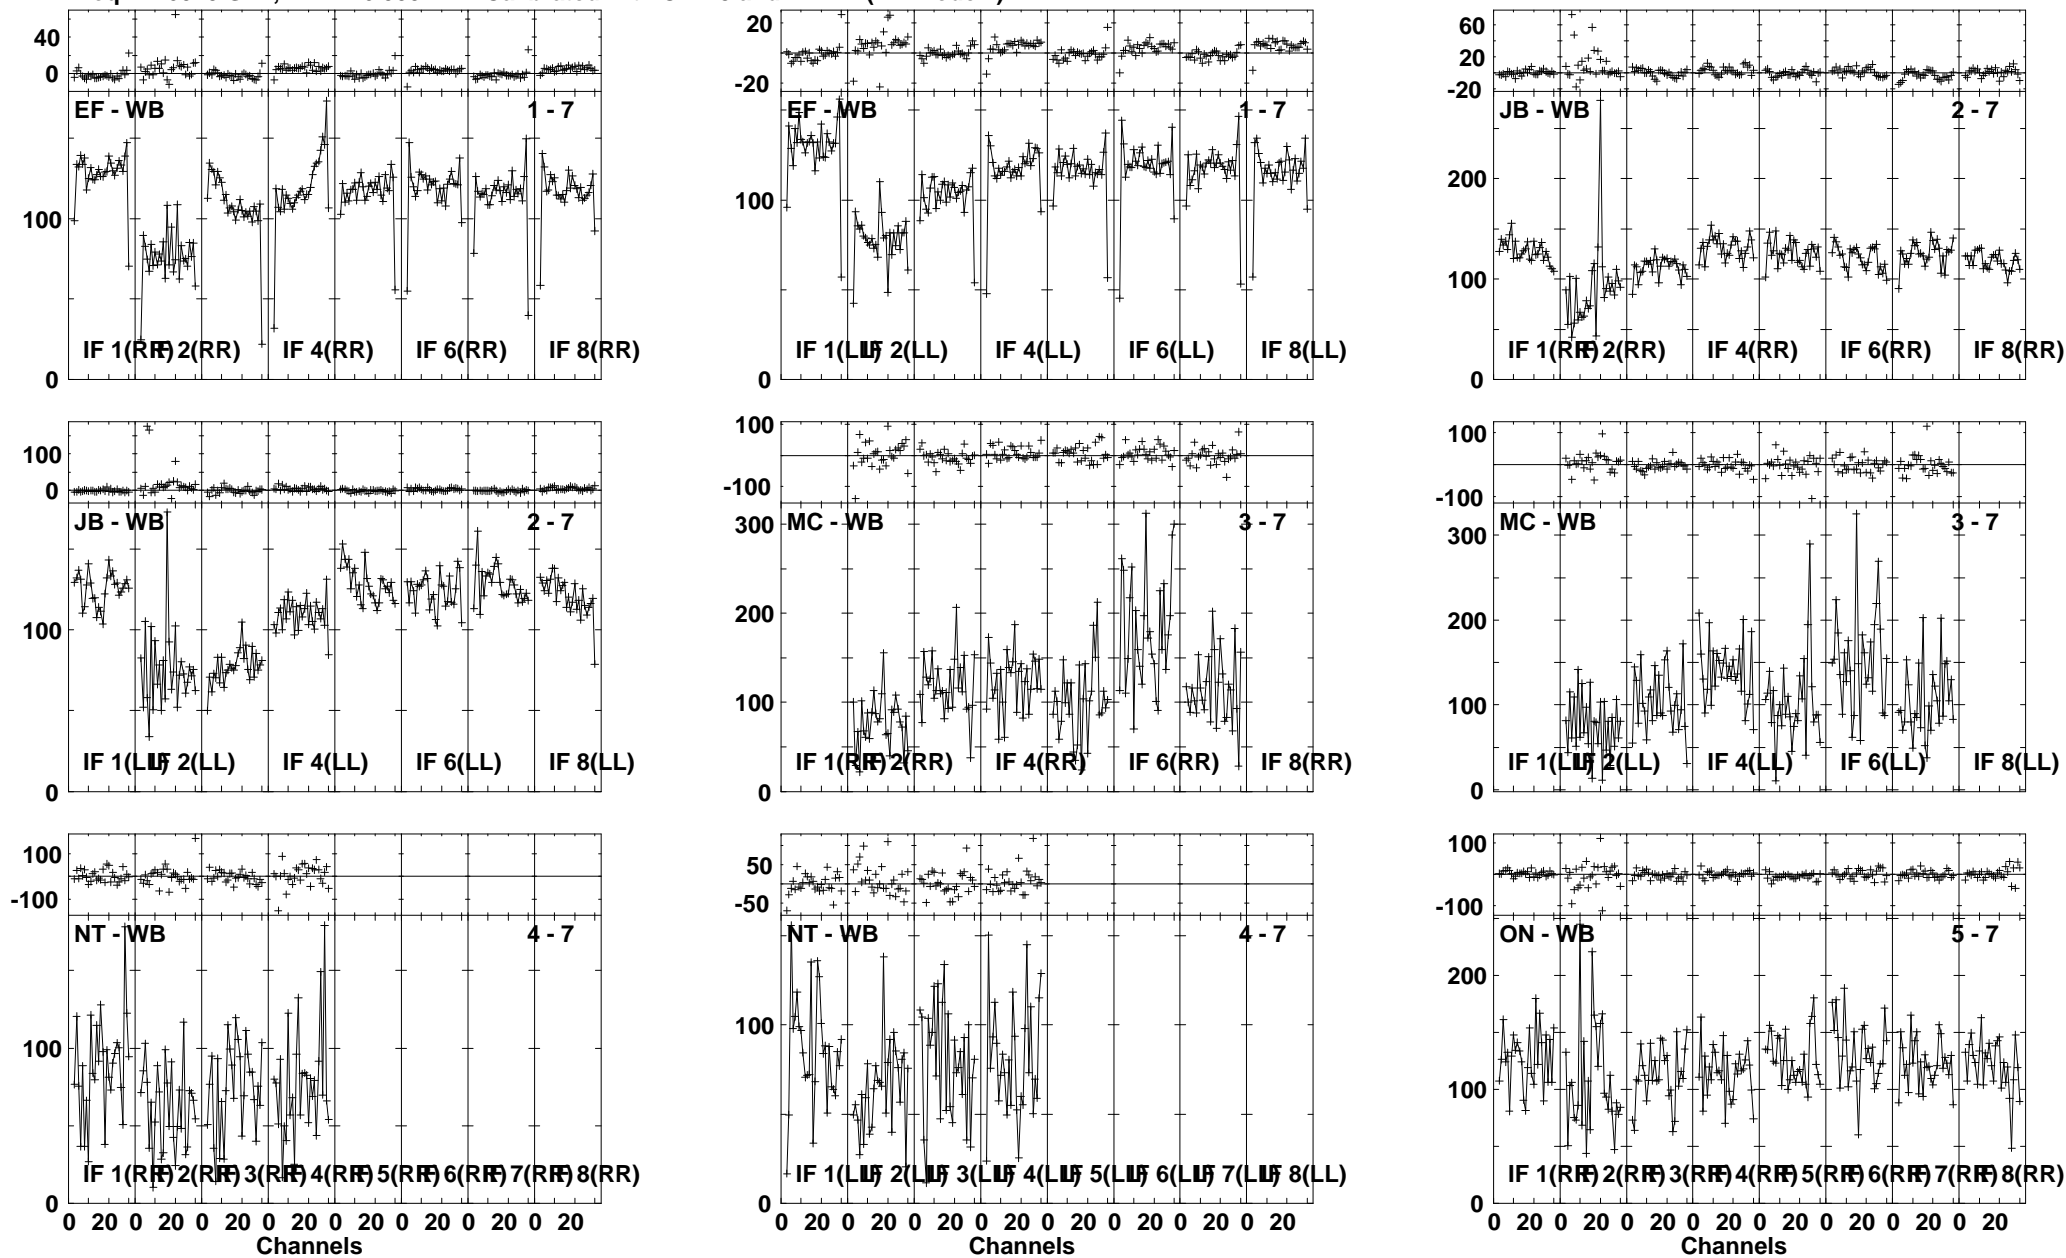 40
0
EF - WB
1 - 7
100
IF 1(RR)
IF 2(RR)
IF 4(RR)
IF 6(RR)
IF 8(RR)
0
20
-20
EF - WB
1 - 7
100
IF 1(LL)
IF 2(LL)
IF 4(LL)
IF 6(LL)
IF 8(LL)
0
60
20
-20
JB - WB
2 - 7
200
100
IF 1(RR)
IF 2(RR)
IF 4(RR)
IF 6(RR)
IF 8(RR)
0
100
0
JB - WB
2 - 7
100
IF 1(LL)
IF 2(LL)
IF 4(LL)
IF 6(LL)
IF 8(LL)
0
100
-100
MC - WB
3 - 7
300
200
100
IF 1(RR)
IF 2(RR)
IF 4(RR)
IF 6(RR)
IF 8(RR)
0
100
-100
MC - WB
3 - 7
300
200
100
IF 1(LL)
IF 2(LL)
IF 4(LL)
IF 6(LL)
IF 8(LL)
0
100
-100
NT - WB
4 - 7
100
IF 1(RR)
IF 2(RR)
IF 3(RR)
IF 4(RR)
IF 5(RR)
IF 6(RR)
IF 7(RR)
IF 8(RR)
0
0 20 0 20 0 20 0 20 0 20 0 20 0 20 0 20
Channels
50
-50
NT - WB
4 - 7
100
IF 1(LL)
IF 2(LL)
IF 3(LL)
IF 4(LL)
IF 5(LL)
IF 6(LL)
IF 7(LL)
IF 8(LL)
0
0 20 0 20 0 20 0 20 0 20 0 20 0 20 0 20
Channels
100
-100
ON - WB
5 - 7
200
100
IF 1(RR)
IF 2(RR)
IF 3(RR)
IF 4(RR)
IF 5(RR)
IF 6(RR)
IF 7(RR)
IF 8(RR)
0
0 20 0 20 0 20 0 20 0 20 0 20 0 20 0 20
Channels